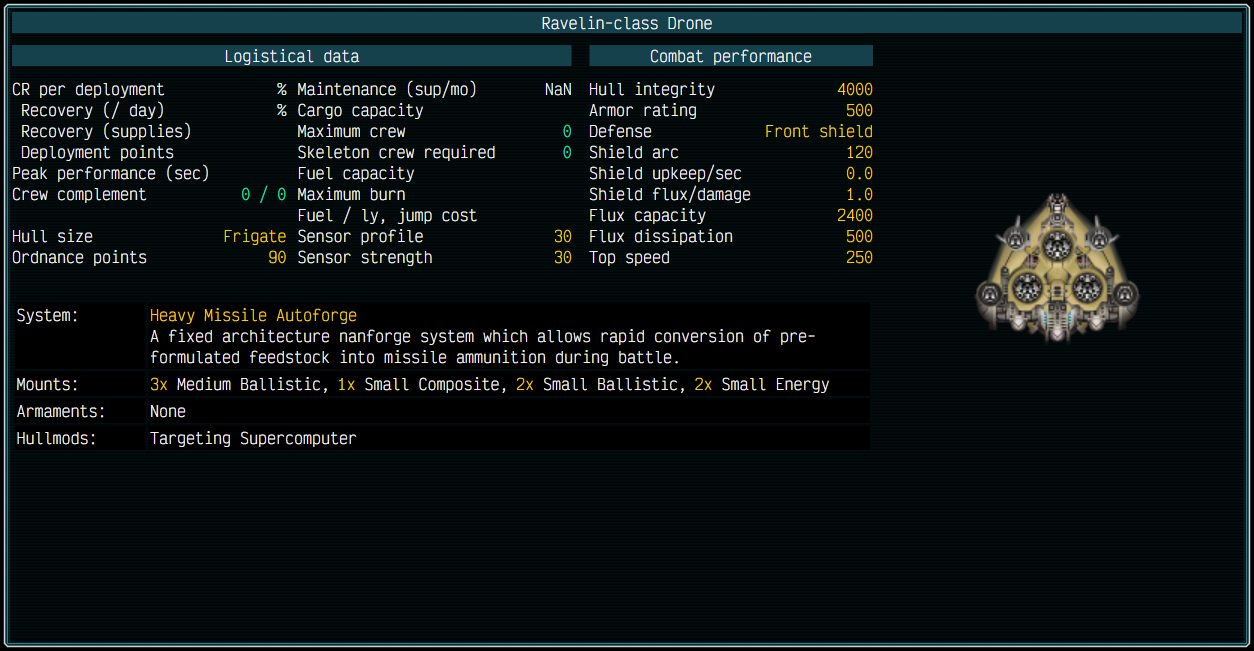 Ravelin-class Drone
Logistical data
Combat performance
CR per deployment % Maintenance (sup/mo) NaN Hull integrity 4000
Recovery (/ day) % Cargo capacity Armor rating 500
Recovery (supplies) Maximum crew 0 Defense Front shield
Deployment points Skeleton crew required 0 Shield arc 120
Peak performance (sec) Fuel capacity Shield upkeep/sec 0.0
Crew complement 0 / 0 Maximum burn Shield flux/damage 1.0
Fuel / ly, jump cost Flux capacity 2400
Hull size Frigate Sensor profile 30 Flux dissipation 500
Ordnance points 90 Sensor strength 30 Top speed 250
System: Heavy Missile Autoforge
A fixed architecture nanforge system which allows rapid conversion of pre-
formulated feedstock into missile ammunition during battle.
Mounts: 3x Medium Ballistic, 1x Small Composite, 2x Small Ballistic, 2x Small Energy
Armaments: None
Hullmods: Targeting Supercomputer